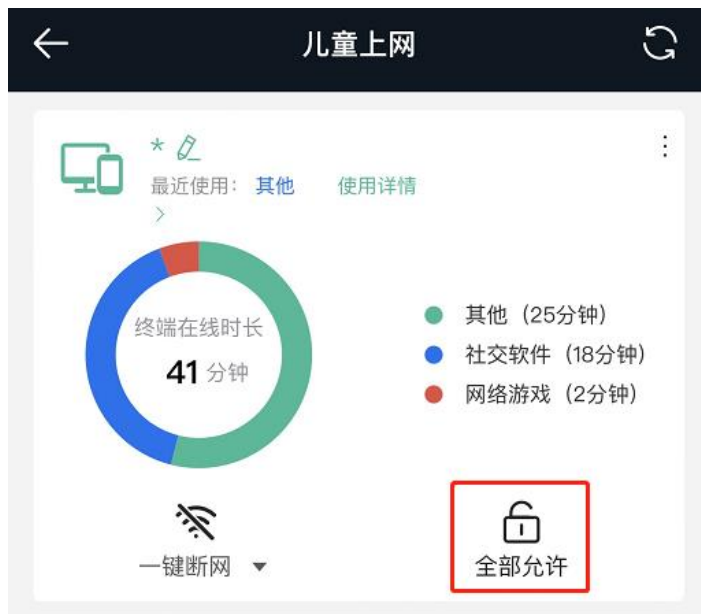 儿童上网
*
最近使用： 其他 使用详情
>
终端在线时长
41 分钟
其他（25分钟）
社交软件（18分钟）
网络游戏（2分钟）
一键断网
全部允许